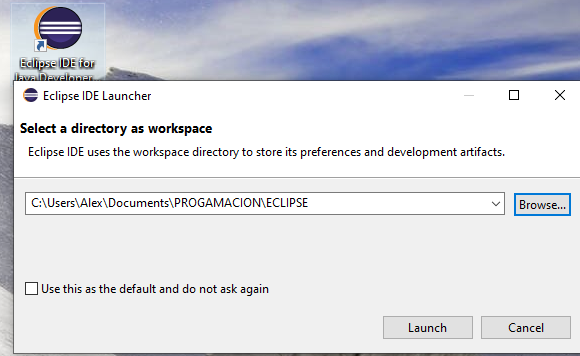 Eclipse IDE for
Java Developer...
Eclipse IDE Launcher
Select a directory as workspace
Eclipse IDE uses the workspace directory to store its preferences and development artifacts.
C:\Users\Alex\Documents\PROGAMACION\ECLIPSE
Browse...
Use this as the default and do not ask again
Launch
Cancel